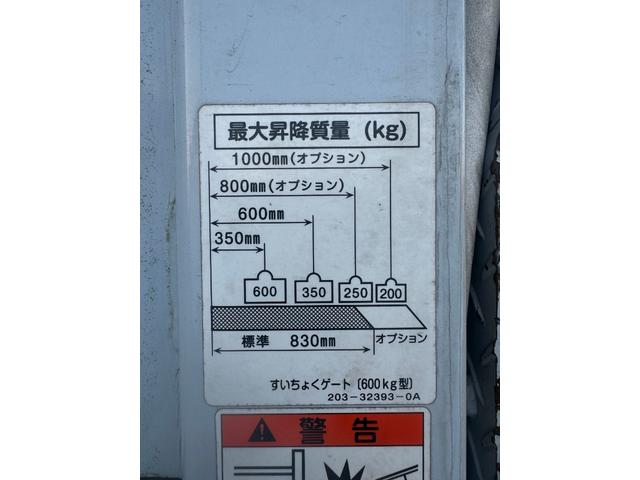 最大昇降質量 (kg)
1000mm(オプション)
800mm(オプション)
600mm
350mm
600 350 250 200
標準 830mm オプション
すいちょくゲート〔600kg型〕
203-32393-0A
警告